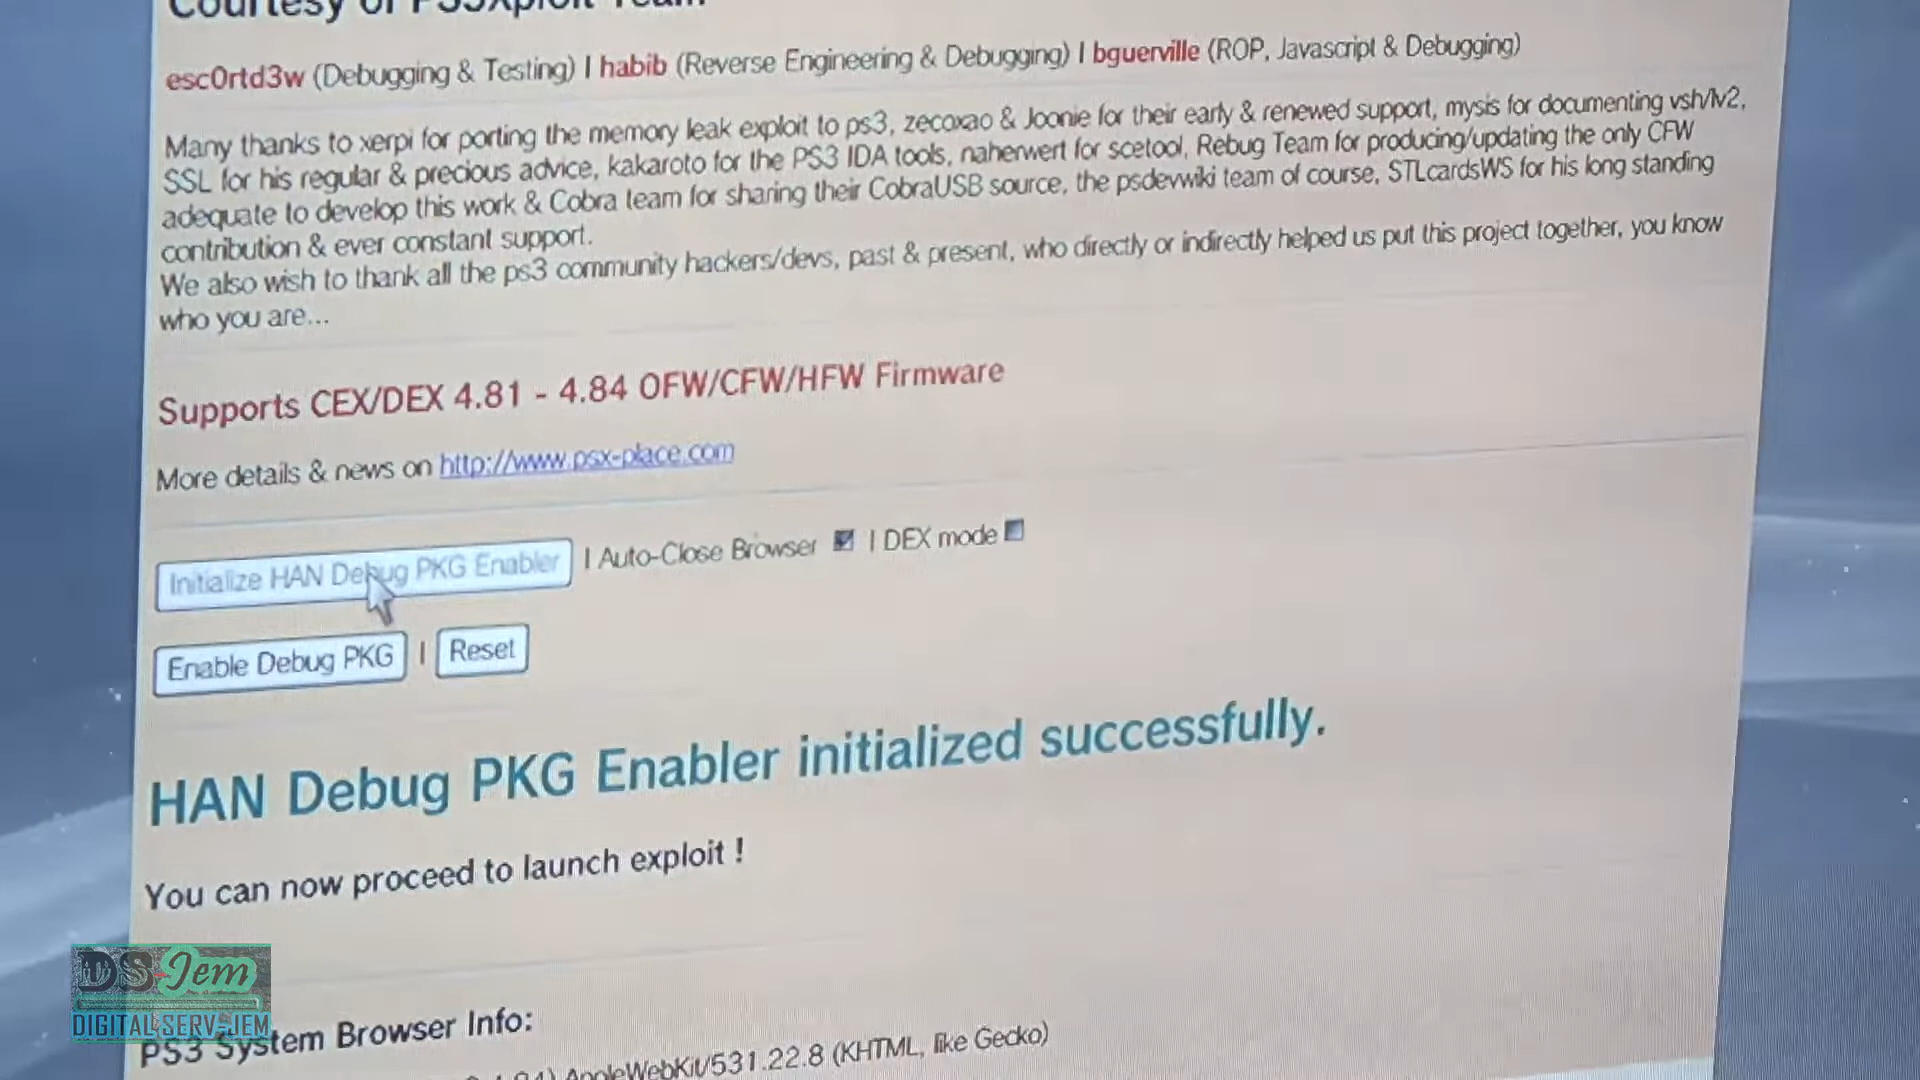 Courtesy of PS3Xploit Team
esc0rtd3w (Debugging & Testing) | habib (Reverse Engineering & Debugging) | bguerville (ROP, Javascript & Debugging)
Many thanks to xerpi for porting the memory leak exploit to ps3, zecoxao & Joonie for their early & renewed support, mysis for documenting vsh/lv2,
SSL for his regular & precious advice, kakaroto for the PS3 IDA tools, naherwert for scetool, Rebug Team for producing/updating the only CFW
adequate to develop this work & Cobra team for sharing their CobraUSB source, the psdevwiki team of course, STLcardsWS for his long standing
contribution & ever constant support.
We also wish to thank all the ps3 community hackers/devs, past & present, who directly or indirectly helped us put this project together, you know
who you are...
Supports CEX/DEX 4.81 - 4.84 OFW/CFW/HFW Firmware
More details & news on http://www.psx-place.com
Initialize HAN Debug PKG Enabler | Auto-Close Browser | DEX mode
Enable Debug PKG | Reset
HAN Debug PKG Enabler initialized successfully.
You can now proceed to launch exploit !
DS-Jem
DIGITAL SERV-JEM
PS3 System Browser Info:
AppleWebKit/531.22.8 (KHTML, like Gecko)